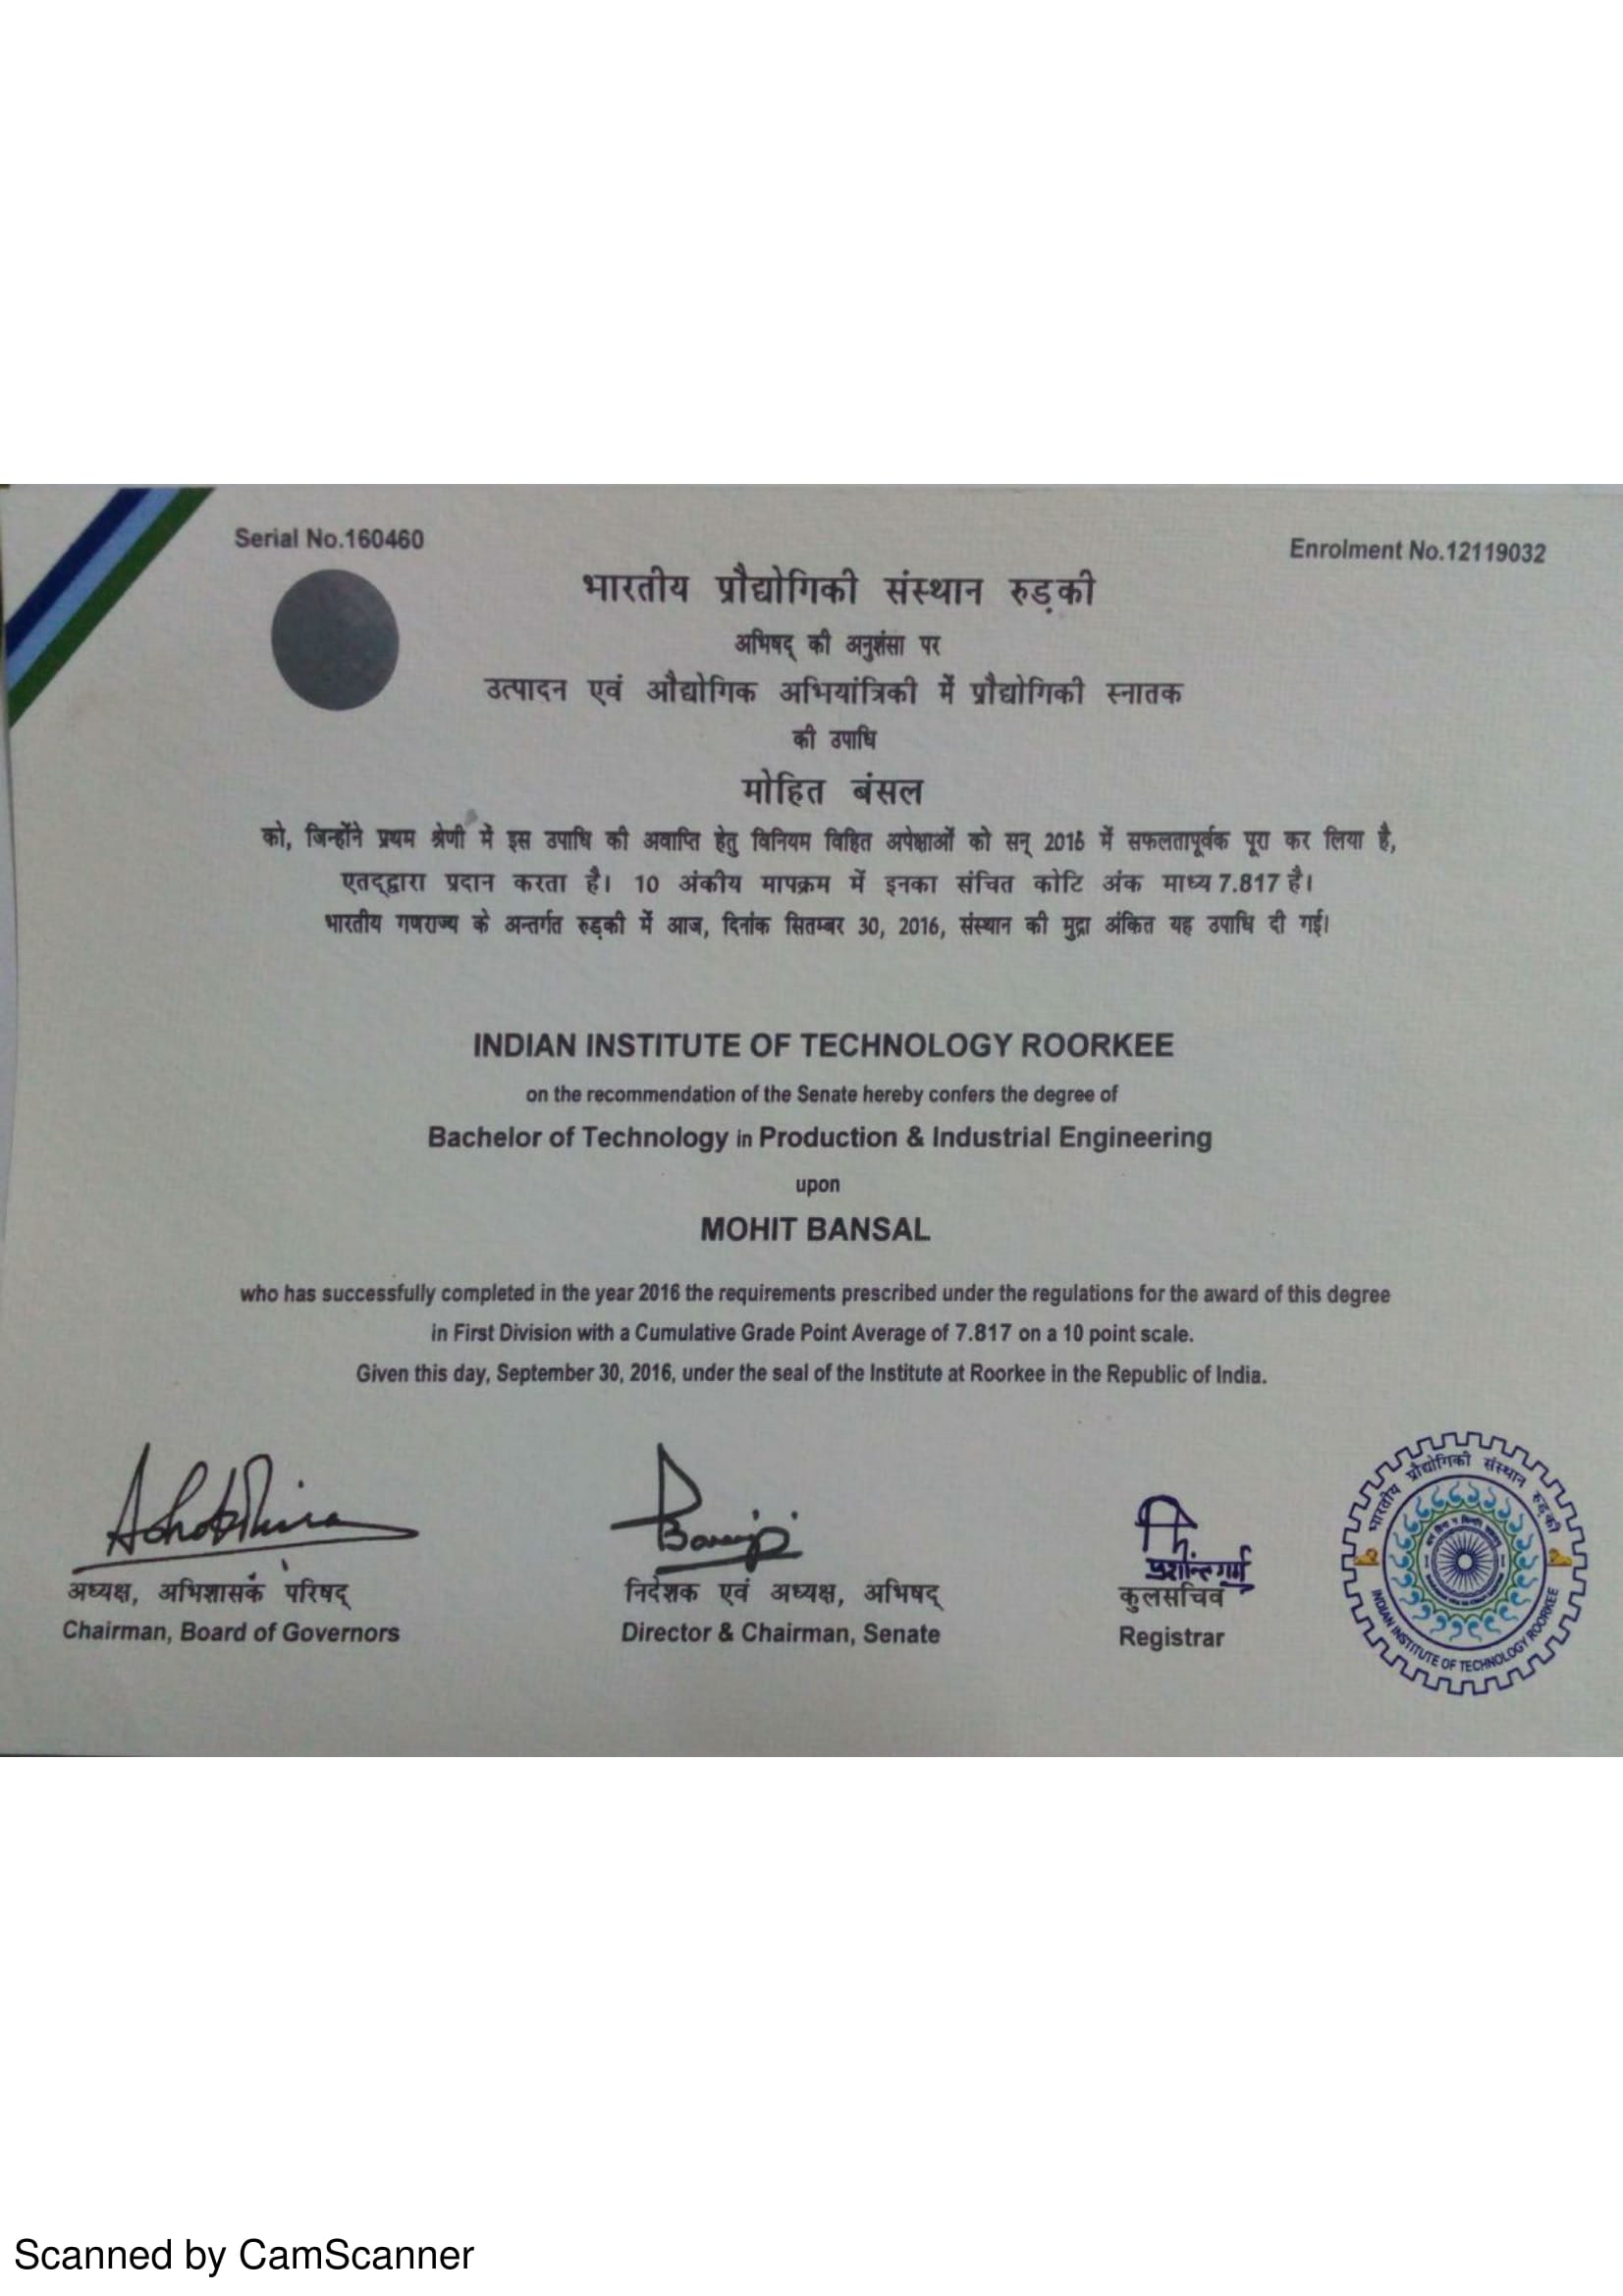 Serial No.160460
Enrolment No.12119032
भारतीय प्रौद्योगिकी संस्थान रुड़की
अभिषद् की अनुशंसा पर
उत्पादन एवं औद्योगिक अभियांत्रिकी में प्रौद्योगिकी स्नातक
की उपाधि
मोहित बंसल
को, जिन्होंने प्रथम श्रेणी में इस उपाधि की अवाप्ति हेतु विनियम विहित अपेक्षाओं को सन् 2016 में सफलतापूर्वक पूरा कर लिया है,
एतद्द्वारा प्रदान करता है। 10 अंकीय मापक्रम में इनका संचित कोटि अंक माध्य 7.817 है।
भारतीय गणराज्य के अन्तर्गत रुड़की में आज, दिनांक सितम्बर 30, 2016, संस्थान की मुद्रा अंकित यह उपाधि दी गई।
INDIAN INSTITUTE OF TECHNOLOGY ROORKEE
on the recommendation of the Senate hereby confers the degree of
Bachelor of Technology in Production & Industrial Engineering
upon
MOHIT BANSAL
who has successfully completed in the year 2016 the requirements prescribed under the regulations for the award of this degree
in First Division with a Cumulative Grade Point Average of 7.817 on a 10 point scale.
Given this day, September 30, 2016, under the seal of the Institute at Roorkee in the Republic of India.
अध्यक्ष, अभिशासक परिषद्
Chairman, Board of Governors
निदेशक एवं अध्यक्ष, अभिषद्
Director & Chairman, Senate
प्रशान्त गर्ग
कुलसचिव
Registrar
भारतीय प्रौद्योगिकी संस्थान रुड़की
INDIAN INSTITUTE OF TECHNOLOGY ROORKEE
Scanned by CamScanner